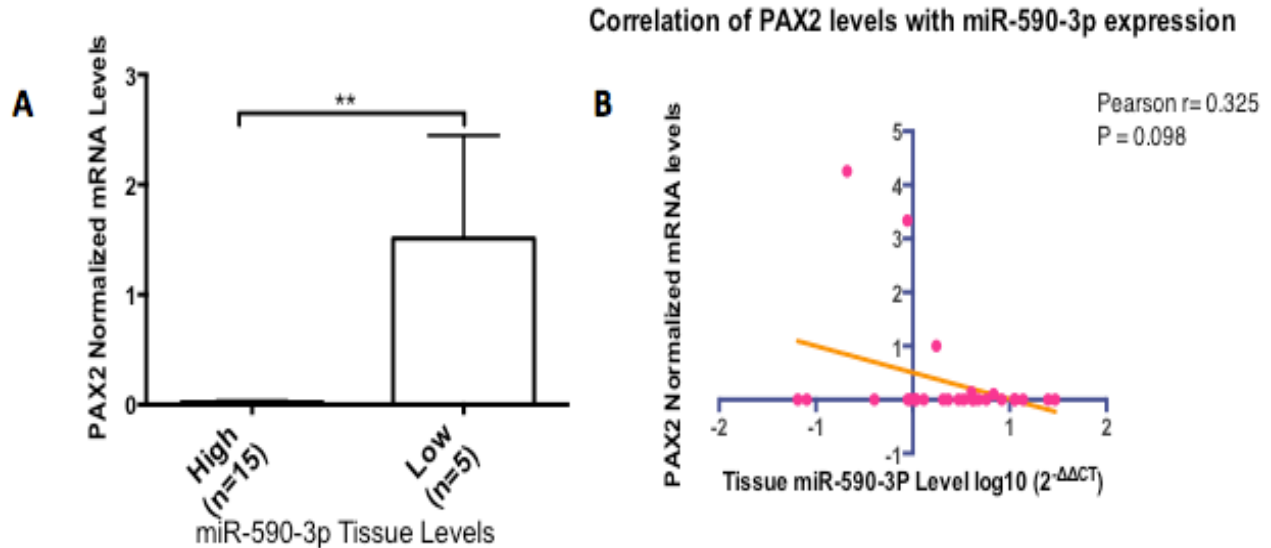 Correlation of PAX2 levels with miR-590-3p expression
A
PAX2 Normalized mRNA Levels
3
2
1
0
**
High
(n=15)
Low
(n=5)
miR-590-3p Tissue Levels
B
Pearson r= 0.325
P = 0.098
PAX2 Normalized mRNA levels
5
4
3
2
1
-1
-2
-1
1
2
Tissue miR-590-3P Level log10 (2-ΔΔCT)